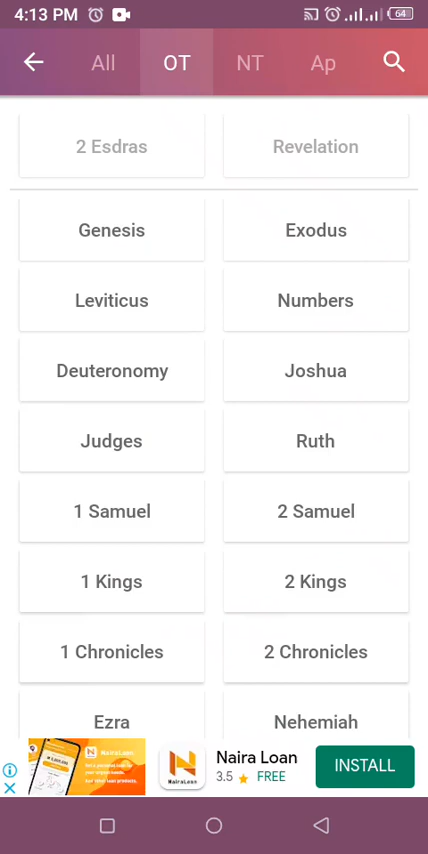 4:13 PM 64
All OT NT Ap
2 Esdras Revelation
Genesis Exodus
Leviticus Numbers
Deuteronomy Joshua
Judges Ruth
1 Samuel 2 Samuel
1 Kings 2 Kings
1 Chronicles 2 Chronicles
Ezra Nehemiah
NairaLoan
NairaLoan
Naira Loan
3.5 FREE
INSTALL